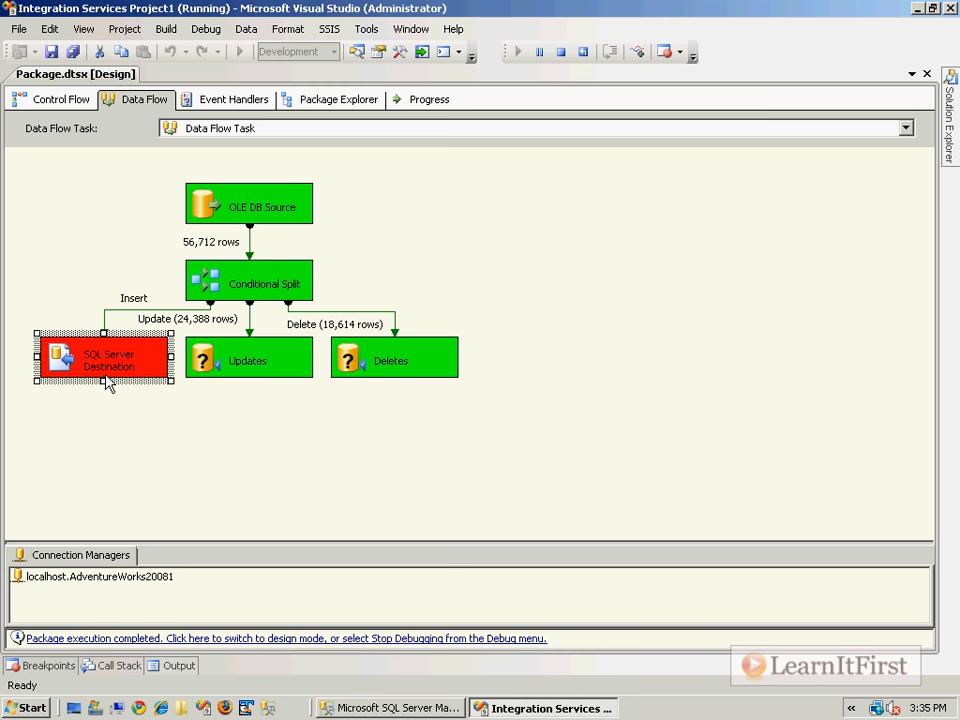 Integration Services Project1 (Running) - Microsoft Visual Studio (Administrator)
File Edit View Project Build Debug Data Format SSIS Tools Window Help
Development
Package.dtsx [Design]
Control Flow Data Flow Event Handlers Package Explorer Progress
Data Flow Task: Data Flow Task
Solution Explorer
OLE DB Source
56,712 rows
Conditional Split
Insert
Update (24,388 rows)
Delete (18,614 rows)
SQL Server
Destination
Updates
Deletes
Connection Managers
localhost.AdventureWorks20081
Package execution completed. Click here to switch to design mode, or select Stop Debugging from the Debug menu.
Breakpoints Call Stack Output
LearnItFirst
Ready
Start Microsoft SQL Server Ma... Integration Services ... « 3:35 PM